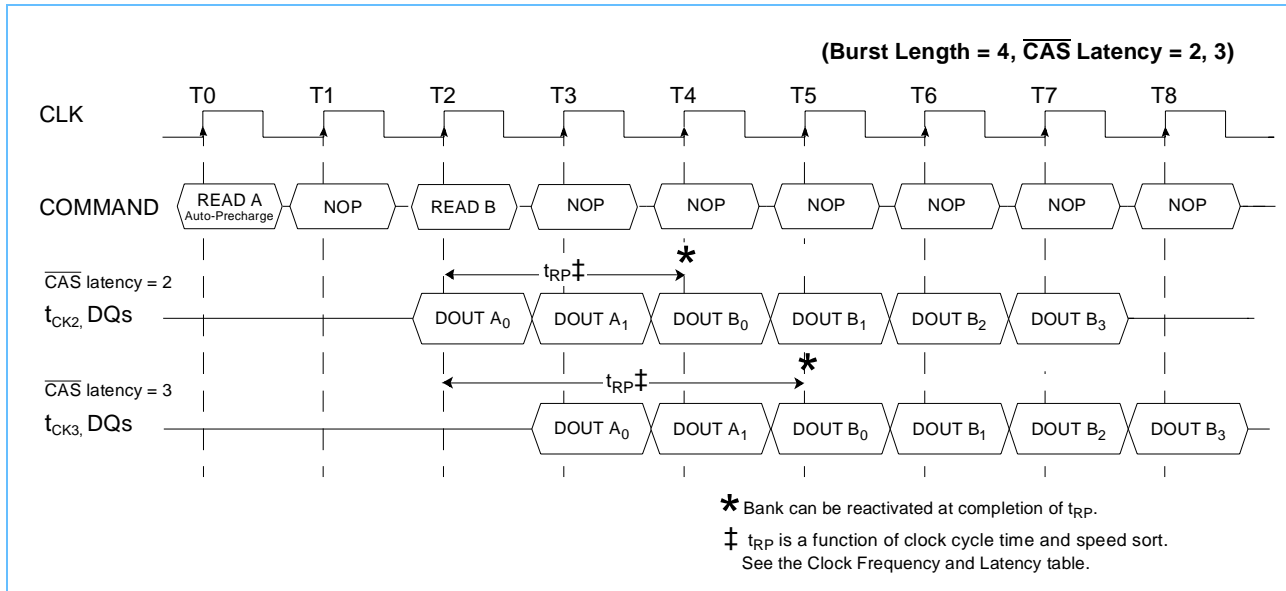 (Burst Length = 4, CAS Latency = 2, 3)
T0 T1 T2 T3 T4 T5 T6 T7 T8
CLK
COMMAND
READ A
Auto-Precharge
NOP
READ B
NOP
NOP
NOP
NOP
NOP
NOP
*
tRP‡
CAS latency = 2
tCK2, DQs
DOUT A0
DOUT A1
DOUT B0
DOUT B1
DOUT B2
DOUT B3
*
tRP‡
CAS latency = 3
tCK3, DQs
DOUT A0
DOUT A1
DOUT B0
DOUT B1
DOUT B2
DOUT B3
* Bank can be reactivated at completion of tRP.
‡ tRP is a function of clock cycle time and speed sort.
See the Clock Frequency and Latency table.